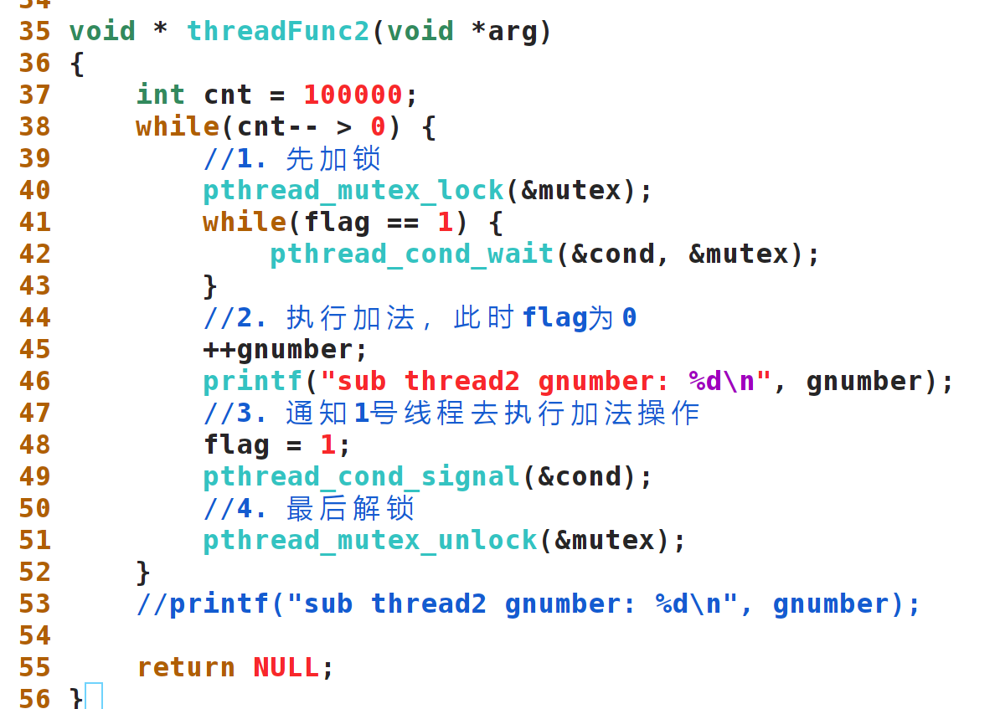 34
35 void * threadFunc2(void *arg)
36 {
37     int cnt = 100000;
38     while(cnt-- > 0) {
39         //1. 先加锁
40         pthread_mutex_lock(&mutex);
41         while(flag == 1) {
42             pthread_cond_wait(&cond, &mutex);
43         }
44         //2. 执行加法, 此时flag为0
45         ++gnumber;
46         printf("sub thread2 gnumber: %d\n", gnumber);
47         //3. 通知1号线程去执行加法操作
48         flag = 1;
49         pthread_cond_signal(&cond);
50         //4. 最后解锁
51         pthread_mutex_unlock(&mutex);
52     }
53     //printf("sub thread2 gnumber: %d\n", gnumber);
54
55     return NULL;
56 }